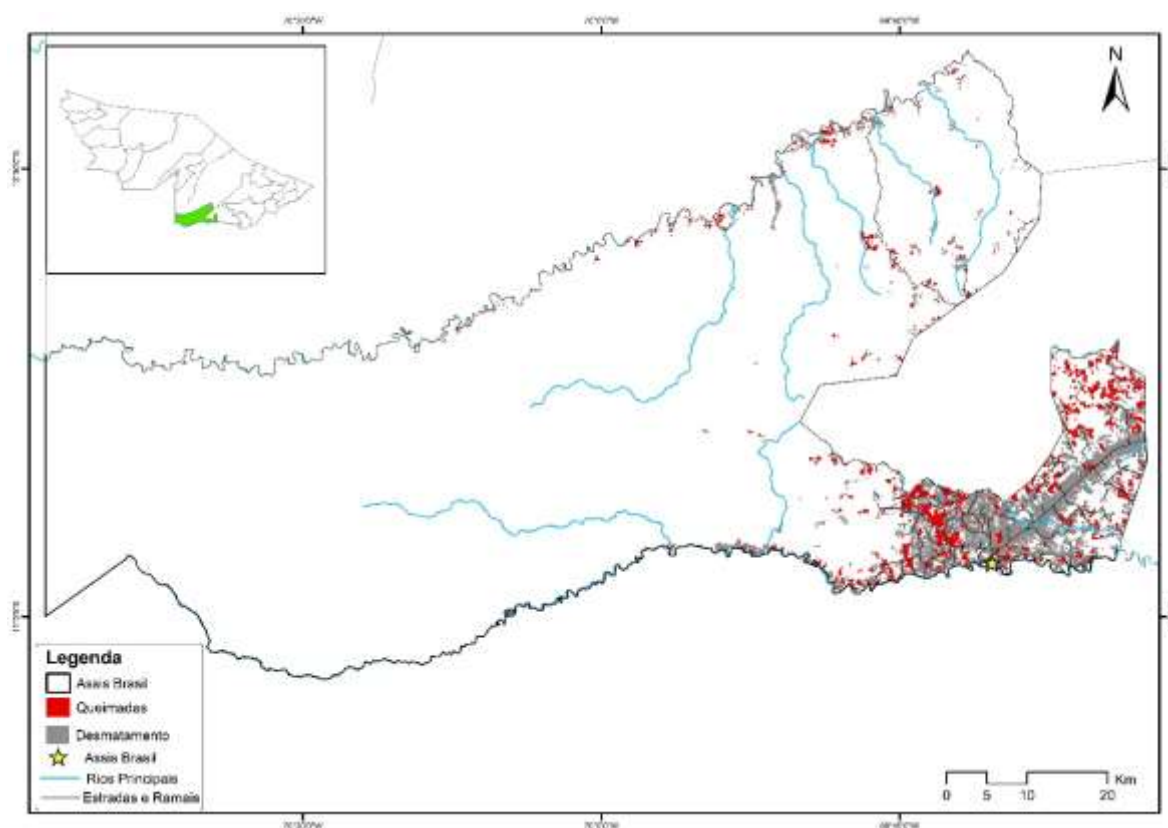 N
Legenda
Assis Brasil
Queimadas
Desmatamento
Assis Brasil
Rios Principais
Estradas e Ramais
Km
0 5 10 20